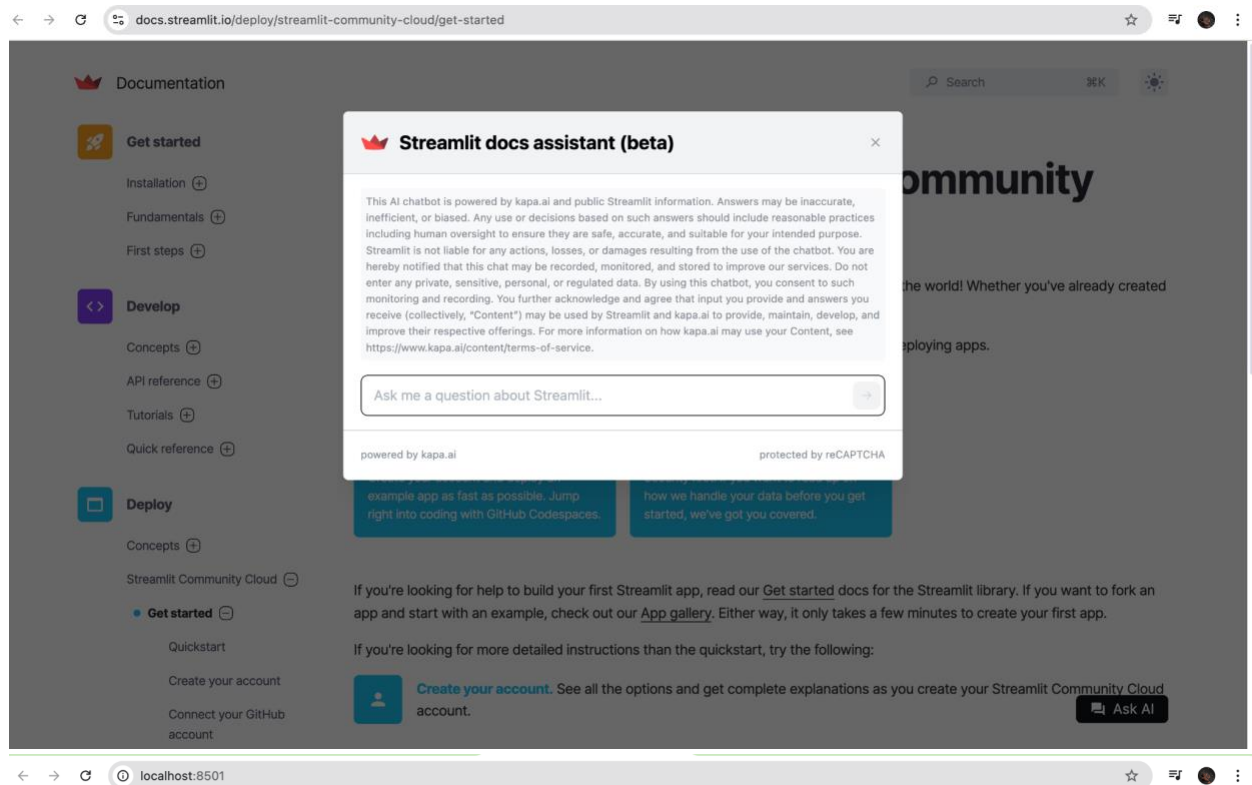 docs.streamlit.io/deploy/streamlit-community-cloud/get-started
Documentation
Search
⌘K
Get started
Installation
Fundamentals
First steps
Develop
Concepts
API reference
Tutorials
Quick reference
Deploy
Concepts
Streamlit Community Cloud
Get started
Quickstart
Create your account
Connect your GitHub
account
Streamlit docs assistant (beta)
This AI chatbot is powered by kapa.ai and public Streamlit information. Answers may be inaccurate,
inefficient, or biased. Any use or decisions based on such answers should include reasonable practices
including human oversight to ensure they are safe, accurate, and suitable for your intended purpose.
Streamlit is not liable for any actions, losses, or damages resulting from the use of the chatbot. You are
hereby notified that this chat may be recorded, monitored, and stored to improve our services. Do not
enter any private, sensitive, personal, or regulated data. By using this chatbot, you consent to such
monitoring and recording. You further acknowledge and agree that input you provide and answers you
receive (collectively, “Content”) may be used by Streamlit and kapa.ai to provide, maintain, develop, and
improve their respective offerings. For more information on how kapa.ai may use your Content, see
https://www.kapa.ai/content/terms-of-service.
Ask me a question about Streamlit...
powered by kapa.ai
protected by reCAPTCHA
ommunity
he world! Whether you've already created
eploying apps.
example app as fast as possible. Jump
right into coding with GitHub Codespaces.
how we handle your data before you get
started, we've got you covered.
If you're looking for help to build your first Streamlit app, read our Get started docs for the Streamlit library. If you want to fork an
app and start with an example, check out our App gallery. Either way, it only takes a few minutes to create your first app.
If you're looking for more detailed instructions than the quickstart, try the following:
Create your account. See all the options and get complete explanations as you create your Streamlit Community Cloud
account.
Ask AI
localhost:8501